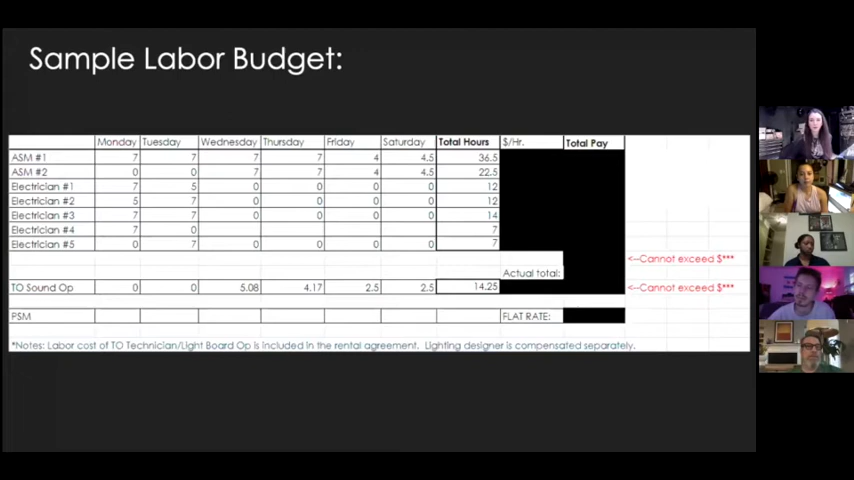 Sample Labor Budget:
Monday Tuesday Wednesday Thursday Friday Saturday Total Hours $/Hr. Total Pay
ASM #1 7 7 7 7 4 4.5 36.5
ASM #2 0 0 7 7 4 4.5 22.5
Electrician #1 7 5 0 0 0 0 12
Electrician #2 5 7 0 0 0 0 12
Electrician #3 7 7 0 0 0 0 14
Electrician #4 7 0 7
Electrician #5 0 7 0 0 0 0 7
<--Cannot exceed $***
Actual total:
TO Sound Op 0 0 5.08 4.17 2.5 2.5 14.25 <--Cannot exceed $***
PSM FLAT RATE:
*Notes: Labor cost of TO Technician/Light Board Op is included in the rental agreement. Lighting designer is compensated separately.